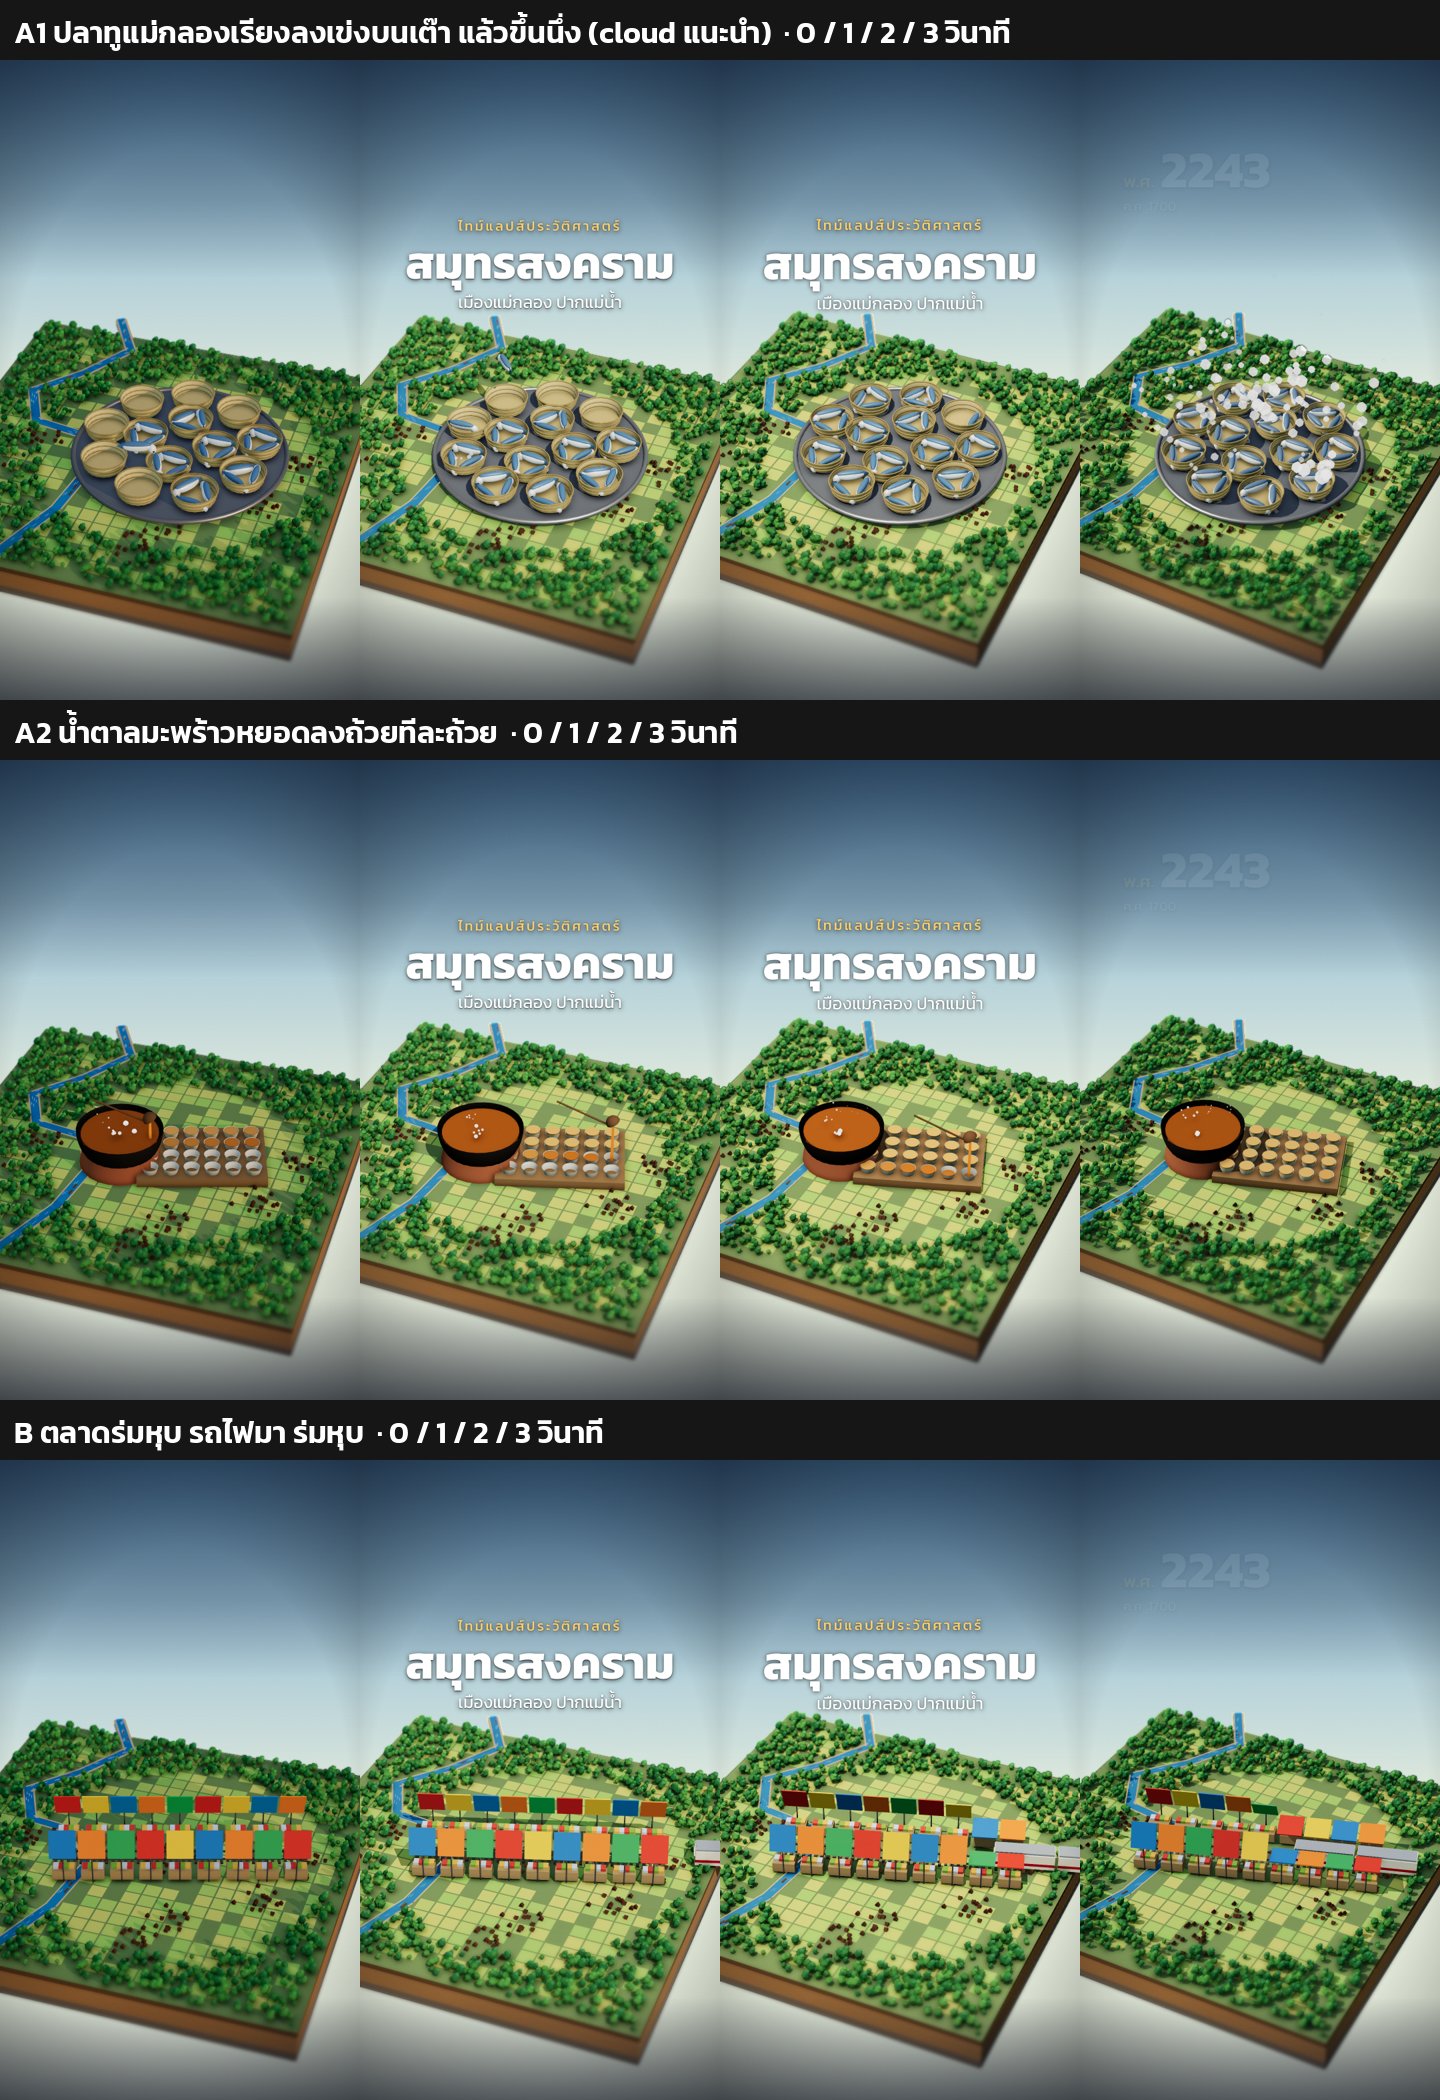 A1 ปลาทูแม่กลองเรียงลงเข่งบนเต๊า แล้วขึ้นนึ่ง (cloud แนะนำ) · 0 / 1 / 2 / 3 วินาที
ไทม์แลปส์ประวัติศาสตร์
สมุทรสงคราม
เมืองแม่กลอง ปากแม่น้ำ
ไทม์แลปส์ประวัติศาสตร์
สมุทรสงคราม
เมืองแม่กลอง ปากแม่น้ำ
พ.ศ. 2243
ค.ศ. 1700
A2 น้ำตาลมะพร้าวหยอดลงถ้วยทีละถ้วย · 0 / 1 / 2 / 3 วินาที
ไทม์แลปส์ประวัติศาสตร์
สมุทรสงคราม
เมืองแม่กลอง ปากแม่น้ำ
ไทม์แลปส์ประวัติศาสตร์
สมุทรสงคราม
เมืองแม่กลอง ปากแม่น้ำ
พ.ศ. 2243
ค.ศ. 1700
B ตลาดร่มหุบ รถไฟมา ร่มหุบ · 0 / 1 / 2 / 3 วินาที
ไทม์แลปส์ประวัติศาสตร์
สมุทรสงคราม
เมืองแม่กลอง ปากแม่น้ำ
ไทม์แลปส์ประวัติศาสตร์
สมุทรสงคราม
เมืองแม่กลอง ปากแม่น้ำ
พ.ศ. 2243
ค.ศ. 1700